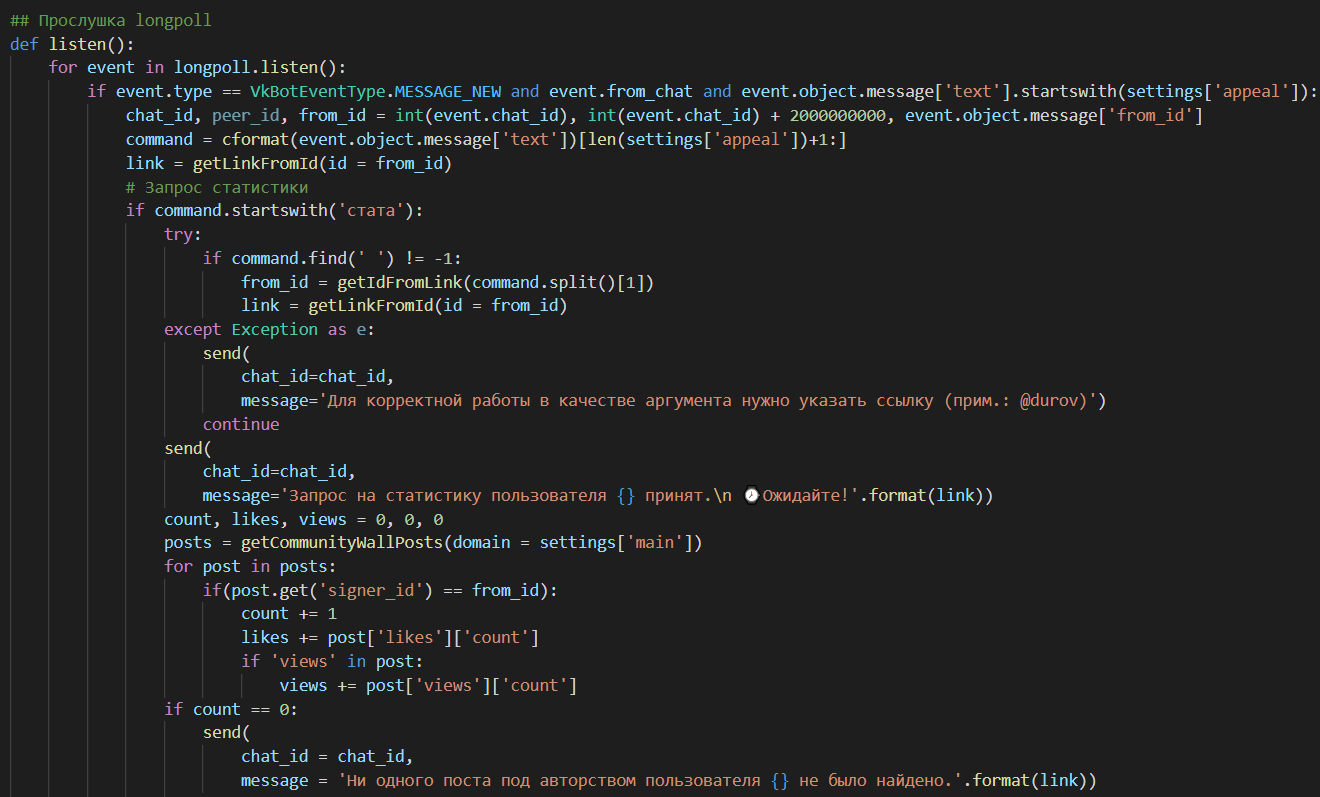 ## Прослушка longpoll
def listen():
    for event in longpoll.listen():
        if event.type == VkBotEventType.MESSAGE_NEW and event.from_chat and event.object.message['text'].startswith(settings['appeal']):
            chat_id, peer_id, from_id = int(event.chat_id), int(event.chat_id) + 2000000000, event.object.message['from_id']
            command = cformat(event.object.message['text'])[len(settings['appeal'])+1:]
            link = getLinkFromId(id = from_id)
            # Запрос статистики
            if command.startswith('стата'):
                try:
                    if command.find(' ') != -1:
                        from_id = getIdFromLink(command.split()[1])
                        link = getLinkFromId(id = from_id)
                except Exception as e:
                    send(
                        chat_id=chat_id,
                        message='Для корректной работы в качестве аргумента нужно указать ссылку (прим.: @durov)')
                    continue
                send(
                    chat_id=chat_id,
                    message='Запрос на статистику пользователя {} принят.\n ⌚Ожидайте!'.format(link))
                count, likes, views = 0, 0, 0
                posts = getCommunityWallPosts(domain = settings['main'])
                for post in posts:
                    if(post.get('signer_id') == from_id):
                        count += 1
                        likes += post['likes']['count']
                        if 'views' in post:
                            views += post['views']['count']
                if count == 0:
                    send(
                        chat_id = chat_id,
                        message = 'Ни одного поста под авторством пользователя {} не было найдено.'.format(link))